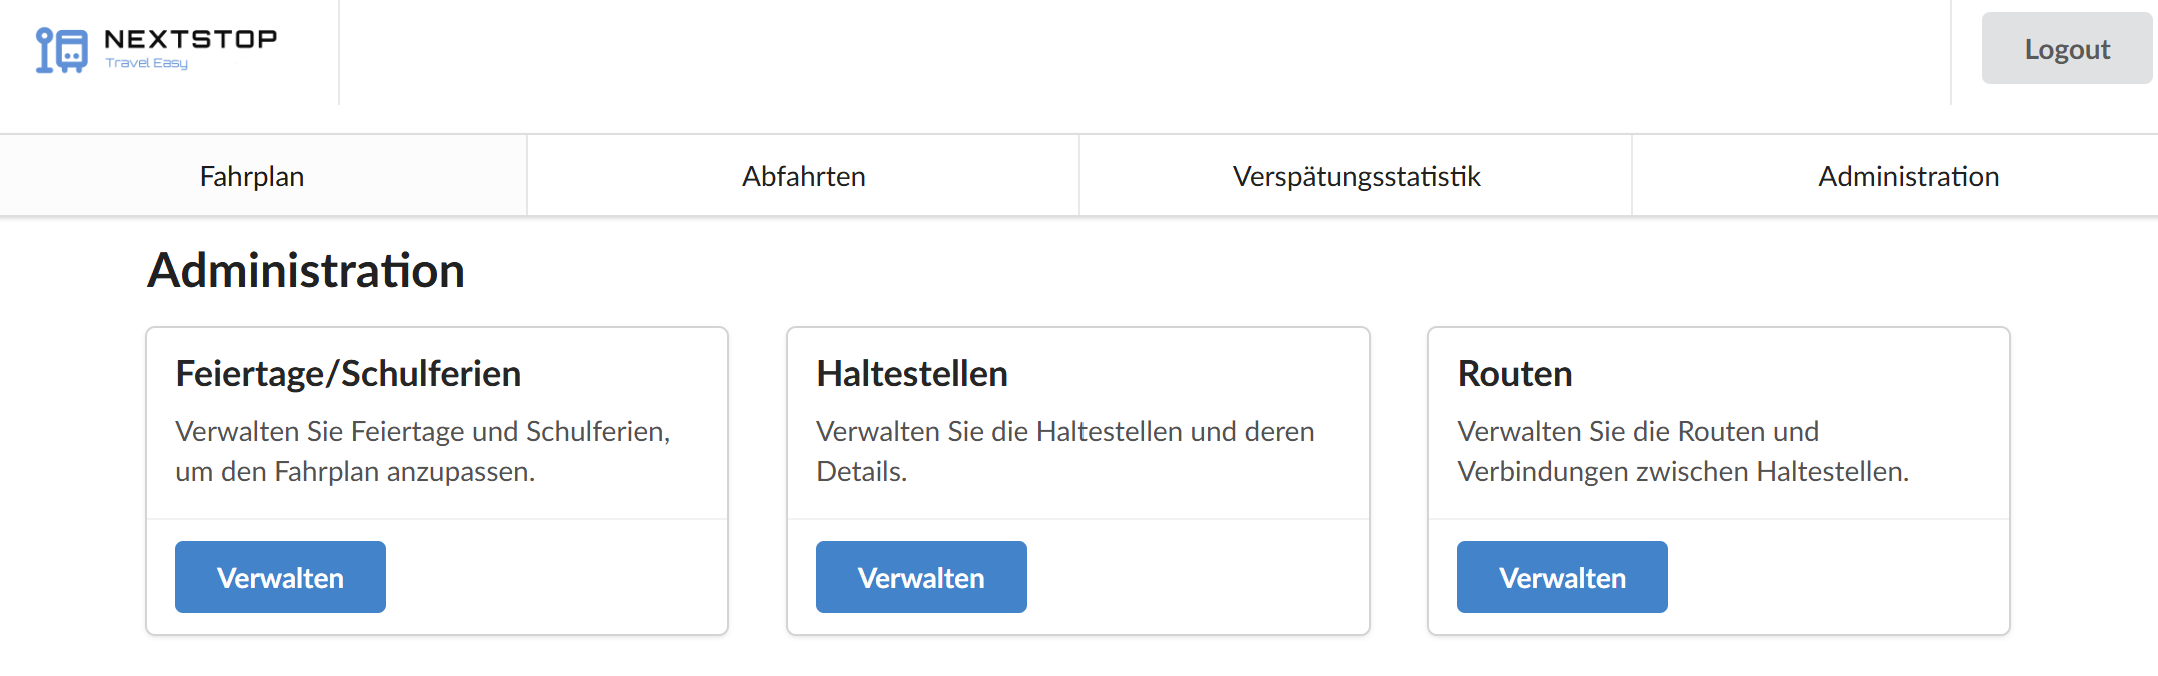 NEXTSTOP
Travel Easy
Logout
Fahrplan
Abfahrten
Verspätungsstatistik
Administration
Administration
Feiertage/Schulferien
Verwalten Sie Feiertage und Schulferien,
um den Fahrplan anzupassen.
Verwalten
Haltestellen
Verwalten Sie die Haltestellen und deren
Details.
Verwalten
Routen
Verwalten Sie die Routen und
Verbindungen zwischen Haltestellen.
Verwalten